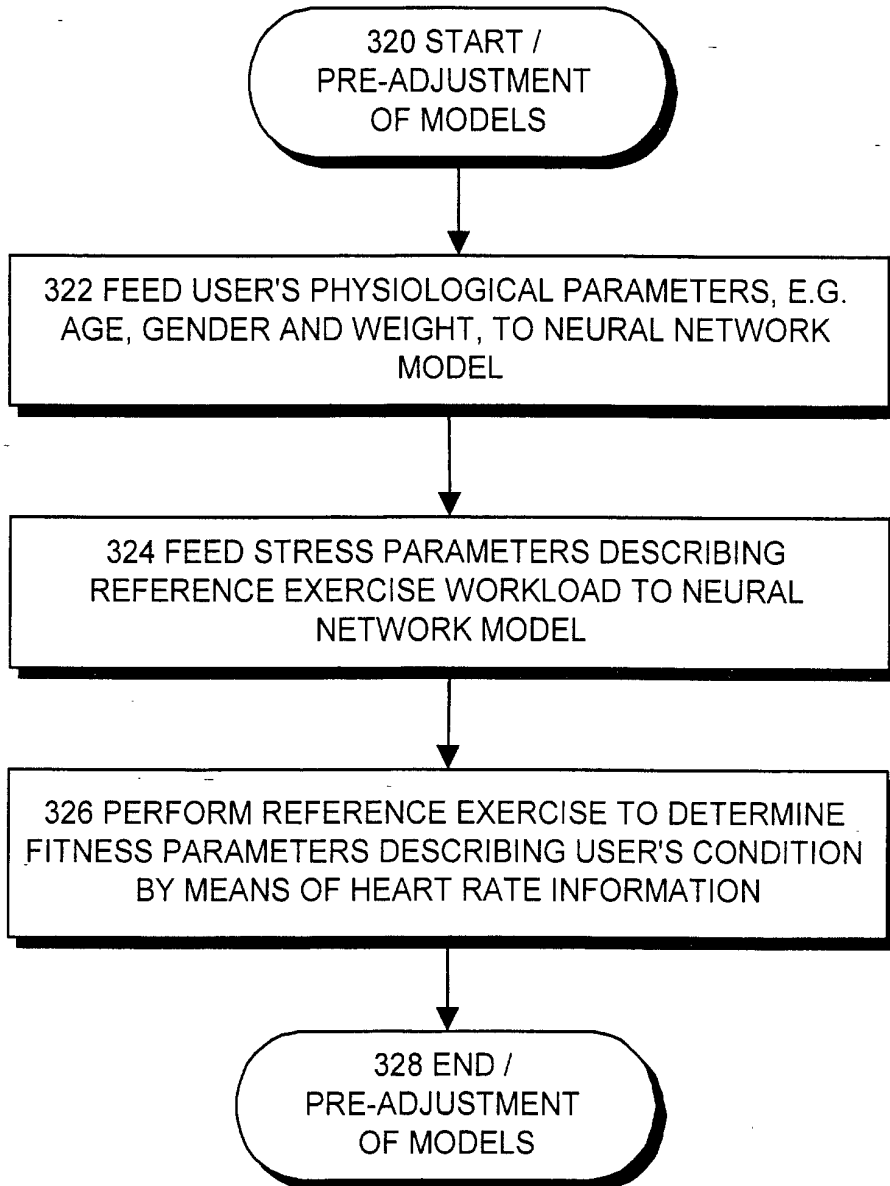 320 START /
PRE-ADJUSTMENT
OF MODELS
322 FEED USER'S PHYSIOLOGICAL PARAMETERS, E.G.
AGE, GENDER AND WEIGHT, TO NEURAL NETWORK
MODEL
324 FEED STRESS PARAMETERS DESCRIBING
REFERENCE EXERCISE WORKLOAD TO NEURAL
NETWORK MODEL
326 PERFORM REFERENCE EXERCISE TO DETERMINE
FITNESS PARAMETERS DESCRIBING USER'S CONDITION
BY MEANS OF HEART RATE INFORMATION
328 END /
PRE-ADJUSTMENT
OF MODELS